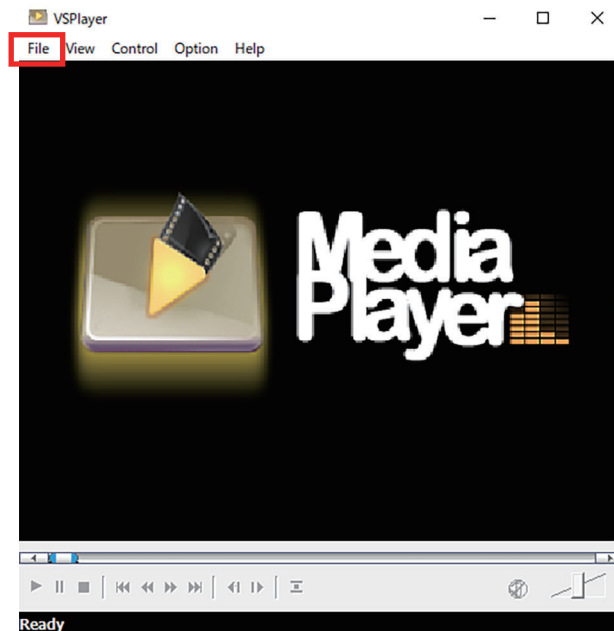 VSPlayer
File View Control Option Help
Media
Player
Ready